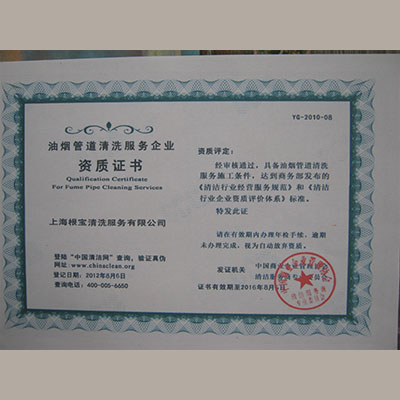 YG-2010-08
油烟管道清洗服务企业
资质证书
Qualification Certificate
For Fume Pipe Cleaning Services
上海根宝清洗服务有限公司
登陆“中国清洁网”查询，验证真伪
网址：www.chinaclean.org
登记日期：2012年8月6日
查询电话：400-005-6650
资质评定：
经审核通过，具备油烟管道清洗
服务施工条件，达到商务部发布的
《清洁行业经营服务规范》和《清洁
行业企业资质评价体系》标准。
特发此证
请在有效期内办理年检手续，逾期
未办理完成，视为自动放弃资质。
发证机关
中国商
清洁
证书有效期至2016年8月